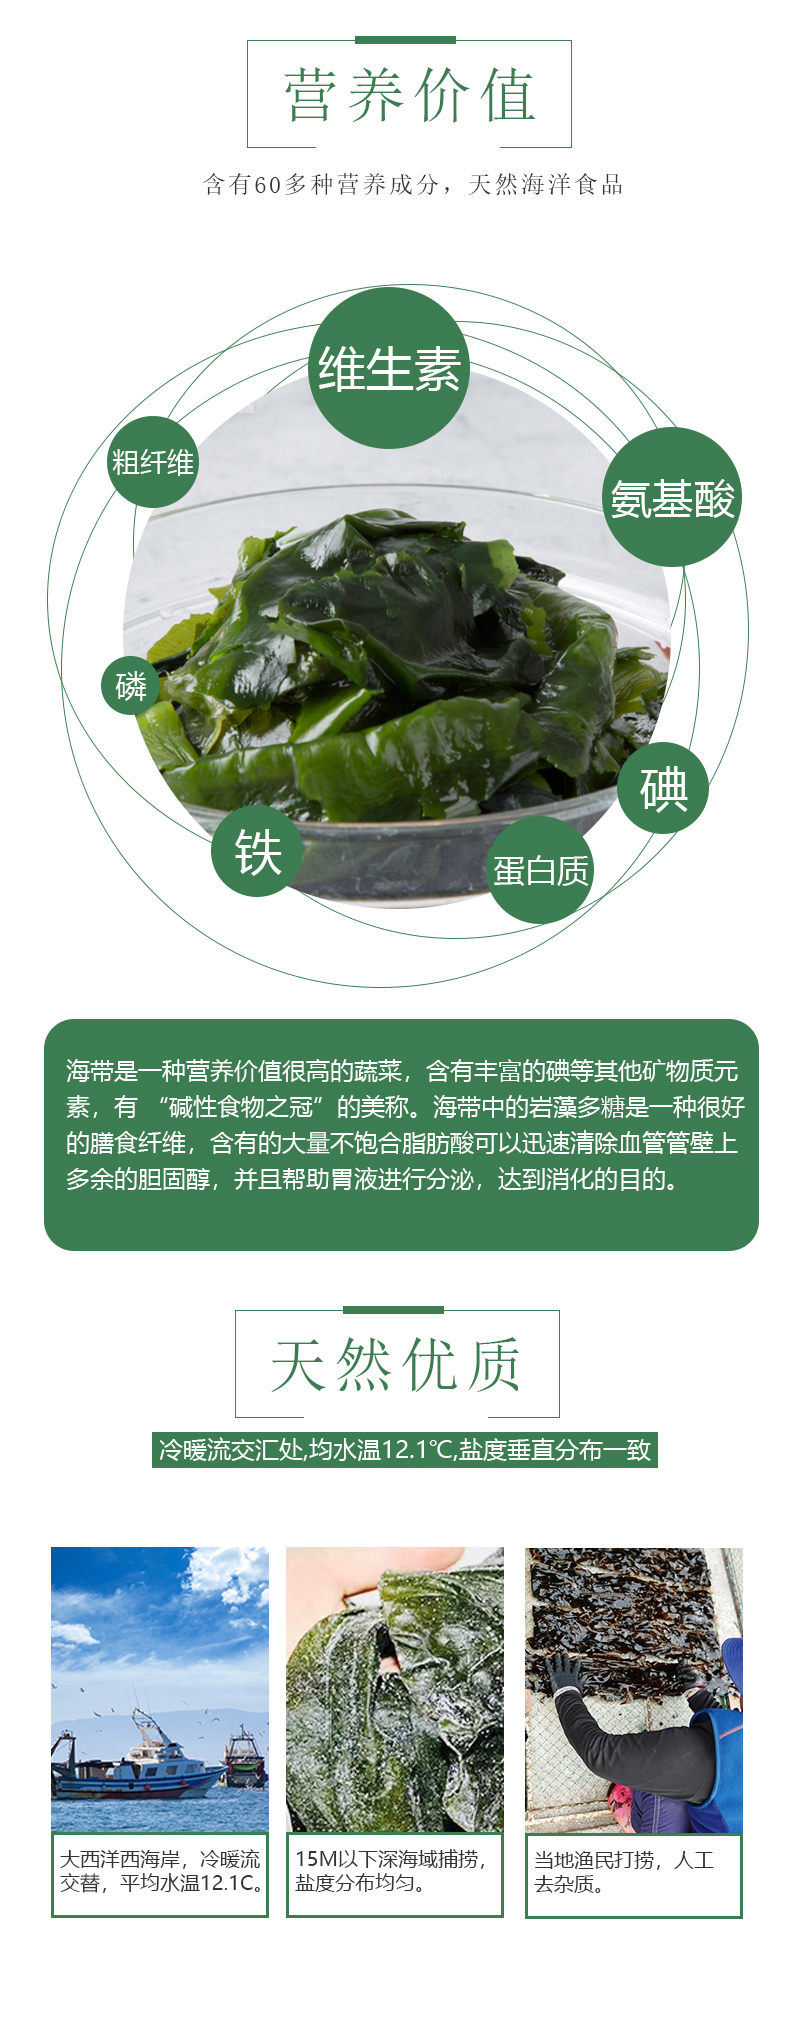 营养价值
含有60多种营养成分，天然海洋食品
维生素
粗纤维
氨基酸
磷
碘
铁
蛋白质
海带是一种营养价值很高的蔬菜，含有丰富的碘等其他矿物质元
素，有 “碱性食物之冠” 的美称。海带中的岩藻多糖是一种很好
的膳食纤维，含有的大量不饱合脂肪酸可以迅速清除血管管壁上
多余的胆固醇，并且帮助胃液进行分泌，达到消化的目的。
天然优质
冷暖流交汇处,均水温12.1℃,盐度垂直分布一致
大西洋西海岸，冷暖流
交替，平均水温12.1C。
15M以下深海域捕捞，
盐度分布均匀。
当地渔民打捞，人工
去杂质。